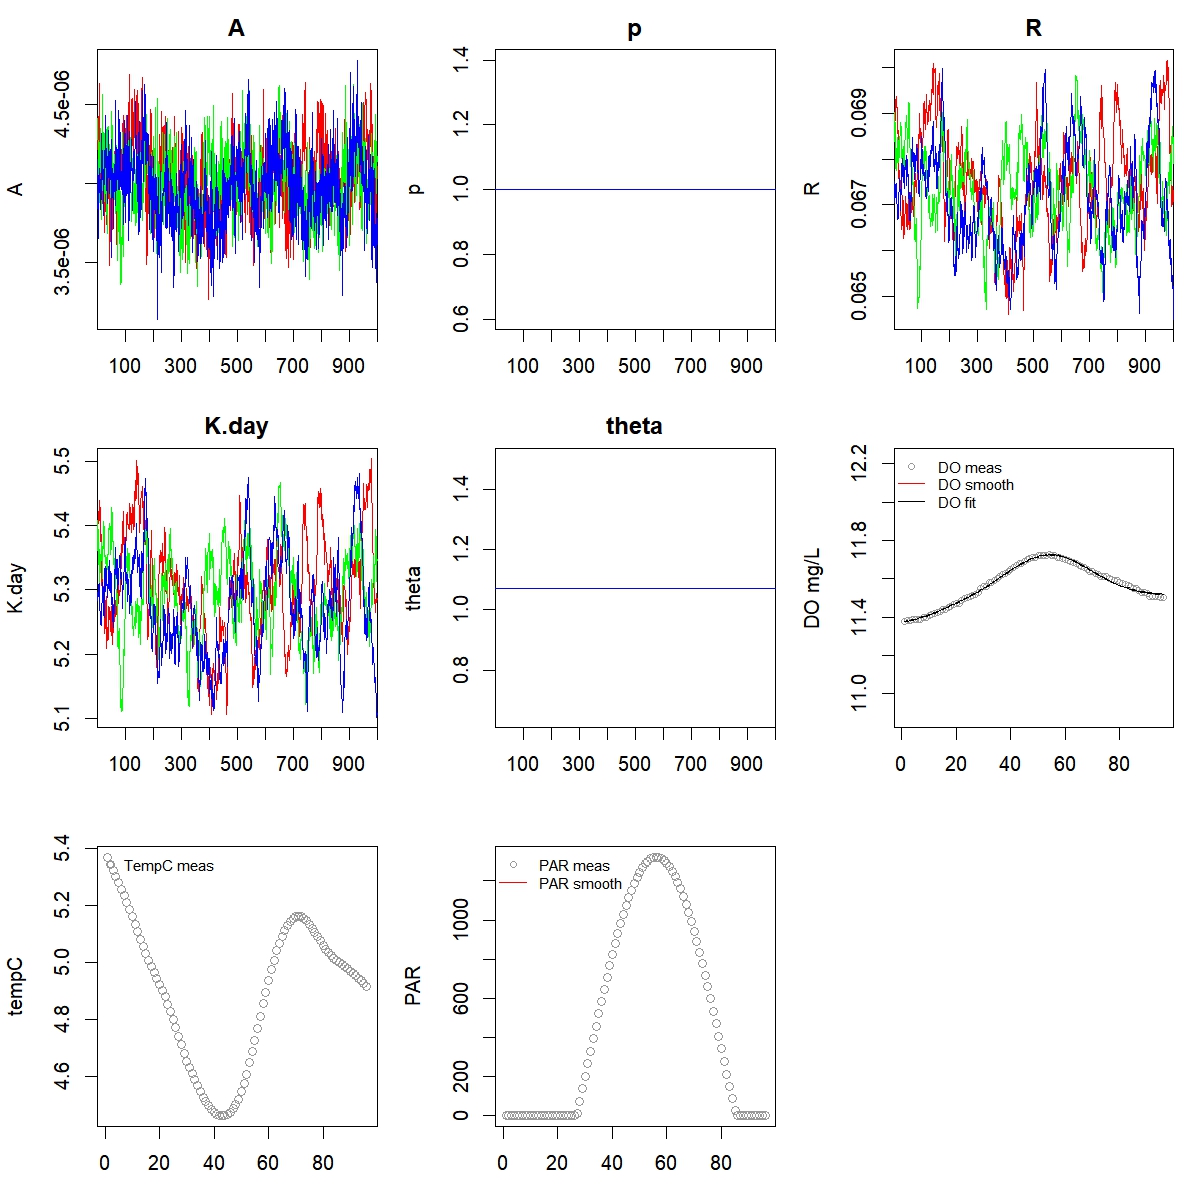 A
A
3.5e-06
4.5e-06
100 300 500 700 900
p
p
0.6 0.8 1.0 1.2 1.4
100 300 500 700 900
R
R
0.065 0.067 0.069
100 300 500 700 900
K.day
K.day
5.1 5.2 5.3 5.4 5.5
100 300 500 700 900
theta
theta
0.8 1.0 1.2 1.4
100 300 500 700 900
DO mg/L
11.0 11.4 11.8 12.2
DO meas
DO smooth
DO fit
0 20 40 60 80
tempC
4.6 4.8 5.0 5.2 5.4
TempC meas
0 20 40 60 80
PAR
0 200 600 1000
PAR meas
PAR smooth
0 20 40 60 80